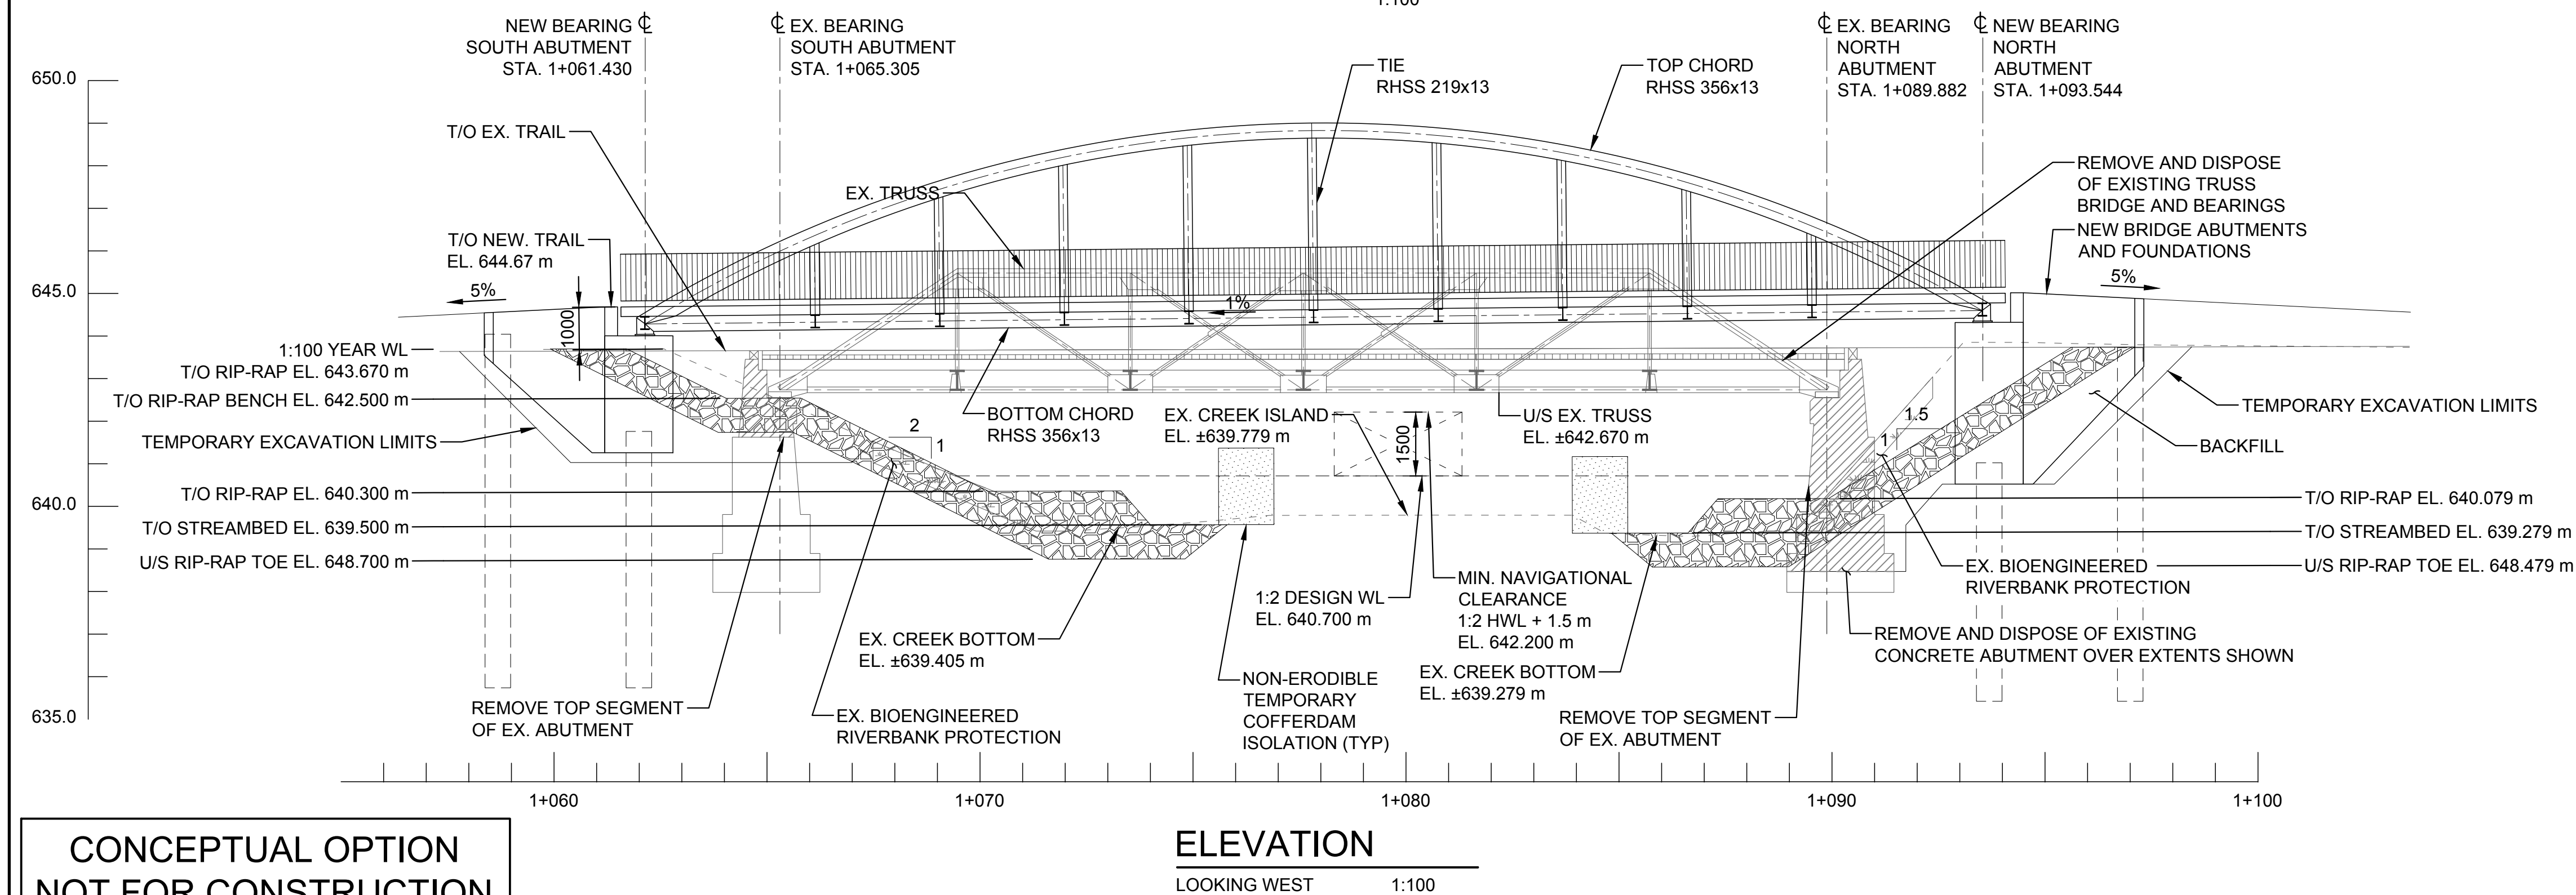 1:100
NEW BEARING
SOUTH ABUTMENT
STA. 1+061.430
℄
℄ EX. BEARING
SOUTH ABUTMENT
STA. 1+065.305
℄ EX. BEARING
NORTH
ABUTMENT
STA. 1+089.882
℄ NEW BEARING
NORTH
ABUTMENT
STA. 1+093.544
TIE
RHSS 219x13
TOP CHORD
RHSS 356x13
650.0
645.0
640.0
635.0
T/O EX. TRAIL
EX. TRUSS
T/O NEW. TRAIL
EL. 644.67 m
5%
1000
1%
REMOVE AND DISPOSE
OF EXISTING TRUSS
BRIDGE AND BEARINGS
NEW BRIDGE ABUTMENTS
AND FOUNDATIONS
5%
1:100 YEAR WL
T/O RIP-RAP EL. 643.670 m
T/O RIP-RAP BENCH EL. 642.500 m
TEMPORARY EXCAVATION LIMITS
T/O RIP-RAP EL. 640.300 m
T/O STREAMBED EL. 639.500 m
U/S RIP-RAP TOE EL. 648.700 m
2
1
BOTTOM CHORD
RHSS 356x13
EX. CREEK ISLAND
EL. ±639.779 m
1500
U/S EX. TRUSS
EL. ±642.670 m
1.5
1
TEMPORARY EXCAVATION LIMITS
BACKFILL
T/O RIP-RAP EL. 640.079 m
T/O STREAMBED EL. 639.279 m
U/S RIP-RAP TOE EL. 648.479 m
EX. BIOENGINEERED
RIVERBANK PROTECTION
REMOVE AND DISPOSE OF EXISTING
CONCRETE ABUTMENT OVER EXTENTS SHOWN
1:2 DESIGN WL
EL. 640.700 m
MIN. NAVIGATIONAL
CLEARANCE
1:2 HWL + 1.5 m
EL. 642.200 m
EX. CREEK BOTTOM
EL. ±639.405 m
EX. CREEK BOTTOM
EL. ±639.279 m
NON-ERODIBLE
TEMPORARY
COFFERDAM
ISOLATION (TYP)
REMOVE TOP SEGMENT
OF EX. ABUTMENT
EX. BIOENGINEERED
RIVERBANK PROTECTION
REMOVE TOP SEGMENT
OF EX. ABUTMENT
1+060
1+070
1+080
1+090
1+100
CONCEPTUAL OPTION
NOT FOR CONSTRUCTION
ELEVATION
LOOKING WEST 1:100